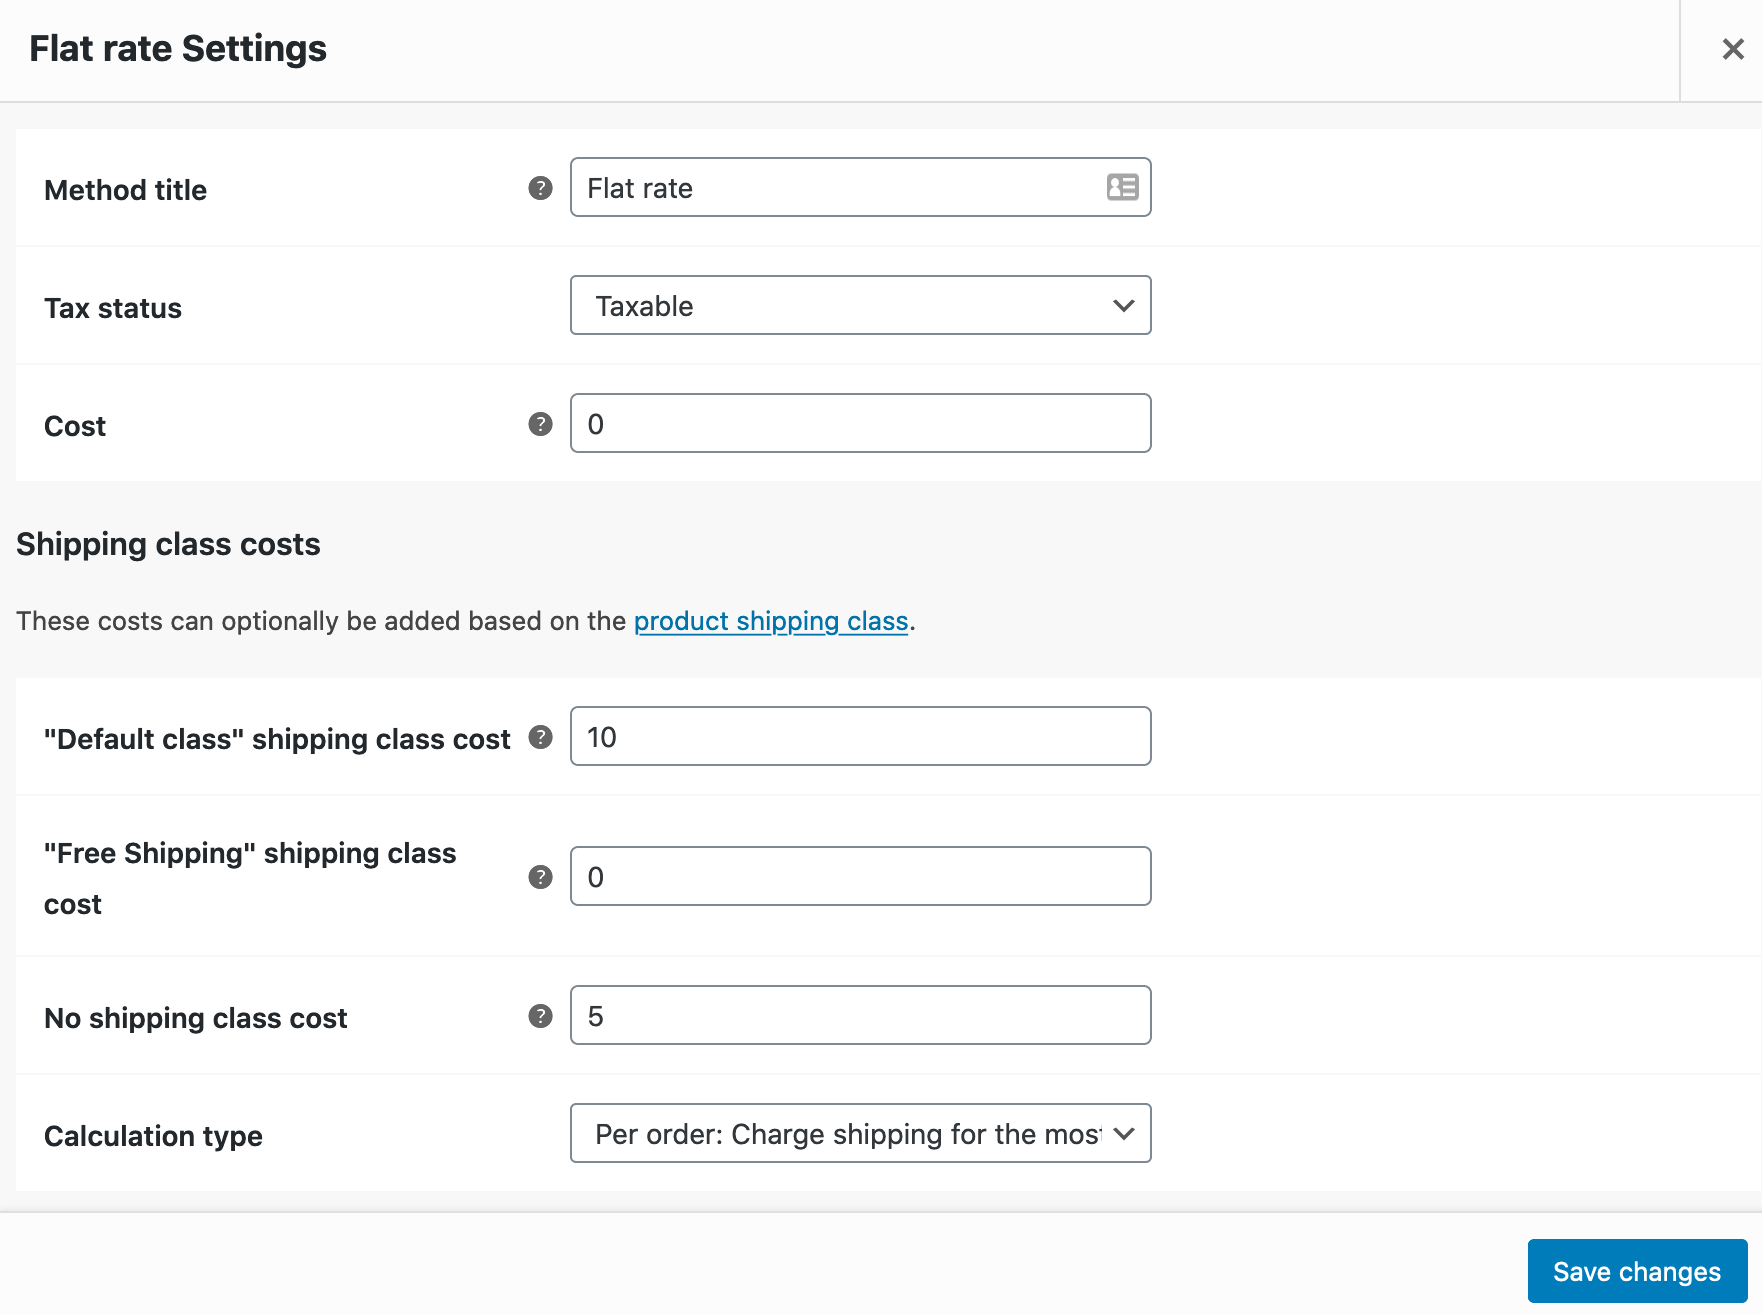 Flat rate Settings
Method title
Flat rate
Tax status
Taxable
Cost
0
Shipping class costs
These costs can optionally be added based on the product shipping class.
"Default class" shipping class cost
10
"Free Shipping" shipping class
cost
0
No shipping class cost
5
Calculation type
Per order: Charge shipping for the most
Save changes